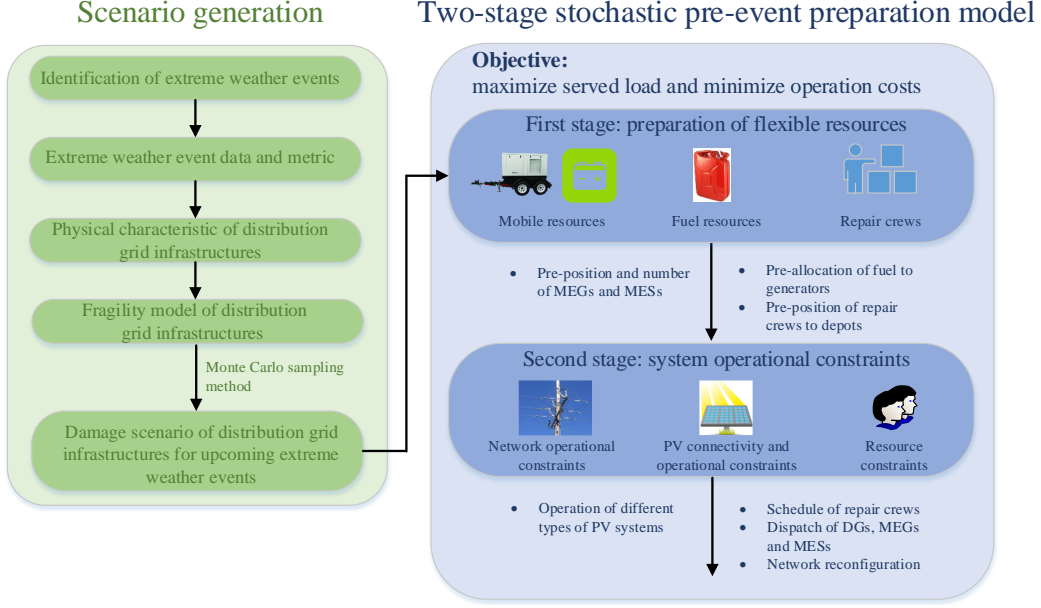 Scenario generation
Identification of extreme weather events
Extreme weather event data and metric
Physical characteristic of distribution
grid infrastructures
Fragility model of distribution
grid infrastructures
Monte Carlo sampling
method
Damage scenario of distribution grid
infrastructures for upcoming extreme
weather events
Two-stage stochastic pre-event preparation model
Objective:
maximize served load and minimize operation costs
First stage: preparation of flexible resources
Mobile resources
Fuel resources
Repair crews
• Pre-position and number
of MEGs and MESs
• Pre-allocation of fuel to
generators
• Pre-position of repair
crews to depots
Second stage: system operational constraints
Network operational
constraints
PV connectivity and
operational constraints
Resource
constraints
• Operation of different
types of PV systems
• Schedule of repair crews
• Dispatch of DGs, MEGs
and MESs
• Network reconfiguration